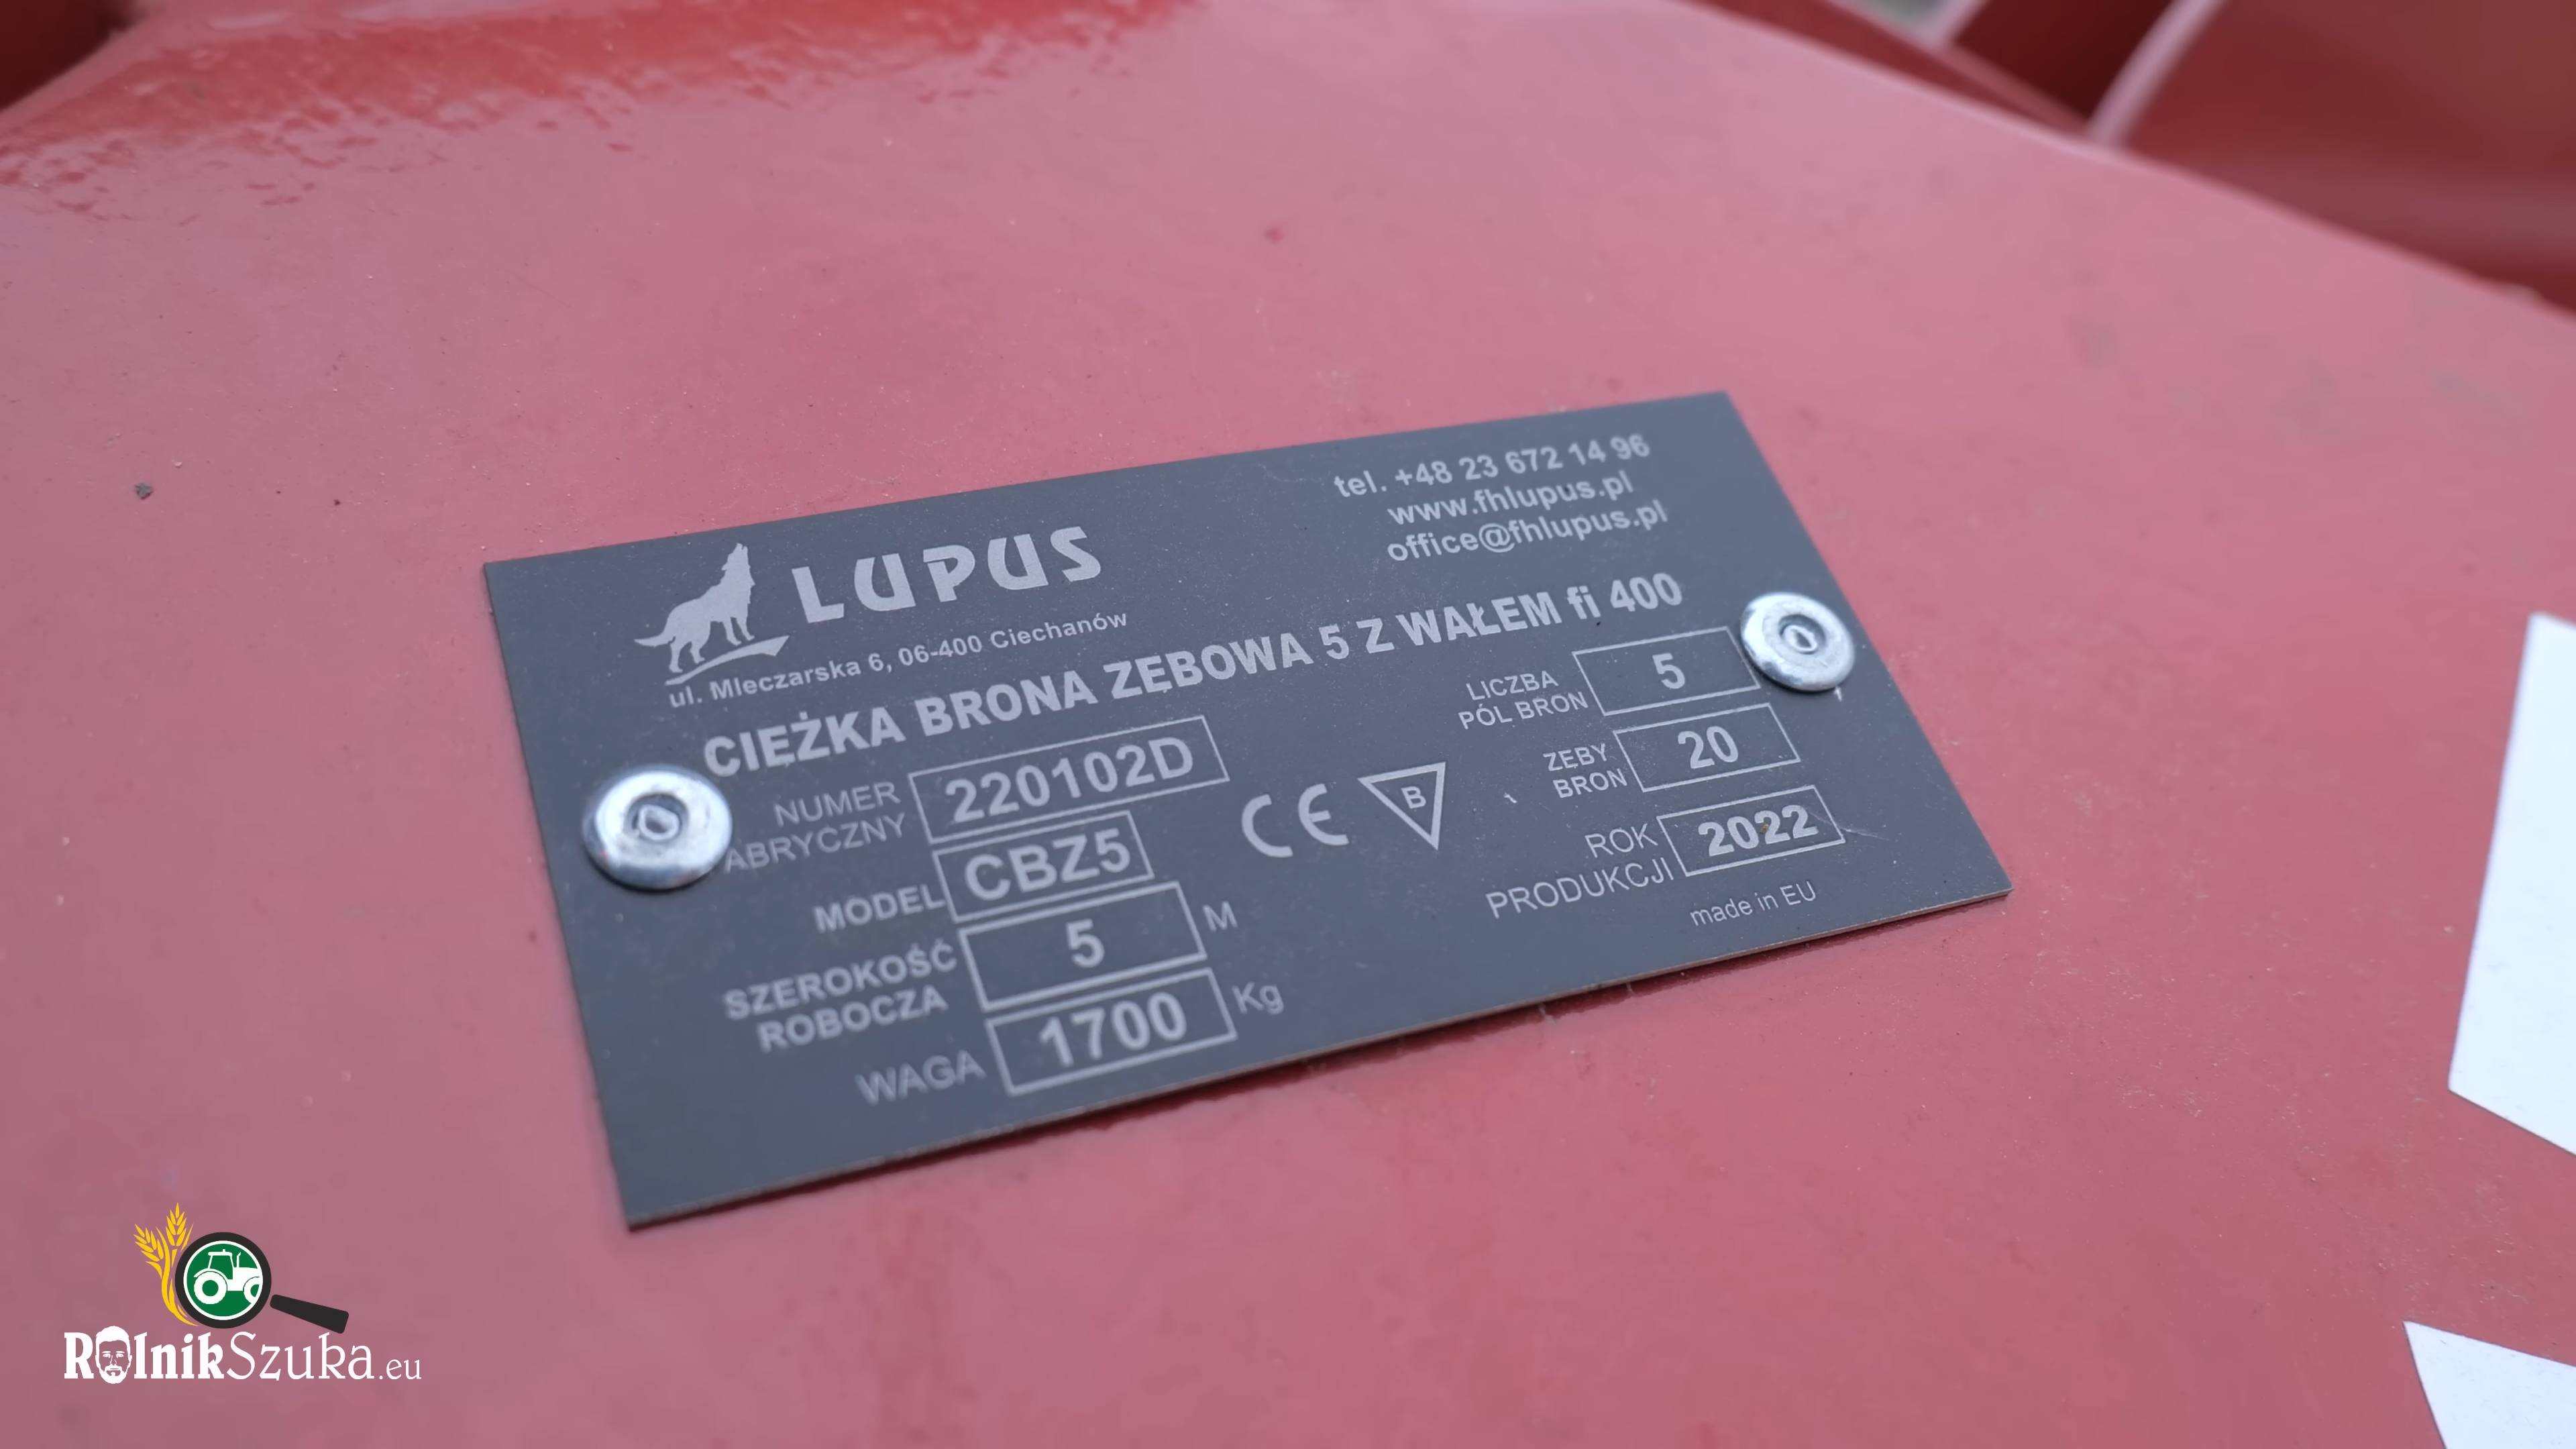 LUPUS
ul. Mleczarska 6, 06-400 Ciechanów
tel. +48 23 672 14 96
www.fhlupus.pl
office@fhlupus.pl
CIĘŻKA BRONA ZĘBOWA 5 Z WAŁEM fi 400
NUMER
ABRYCZNY
220102D
MODEL
CBZ5
SZEROKOŚĆ
ROBOCZA
5 M
WAGA
1700 Kg
CE
B
LICZBA
PÓL BRON
5
ZĘBY
BRON
20
ROK
PRODUKCJI
2022
made in EU
RolnikSzuka.eu